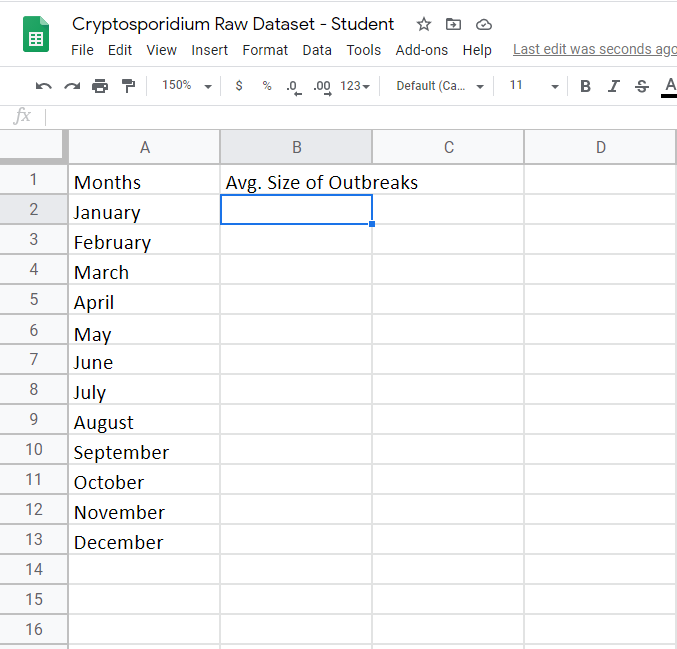 Cryptosporidium Raw Dataset - Student
File Edit View Insert Format Data Tools Add-ons Help Last edit was seconds ago
150% $ % .0 .00 123 Default (Ca... 11 B I S A
fx
A B C D
1 Months Avg. Size of Outbreaks
2 January
3 February
4 March
5 April
6 May
7 June
8 July
9 August
10 September
11 October
12 November
13 December
14
15
16